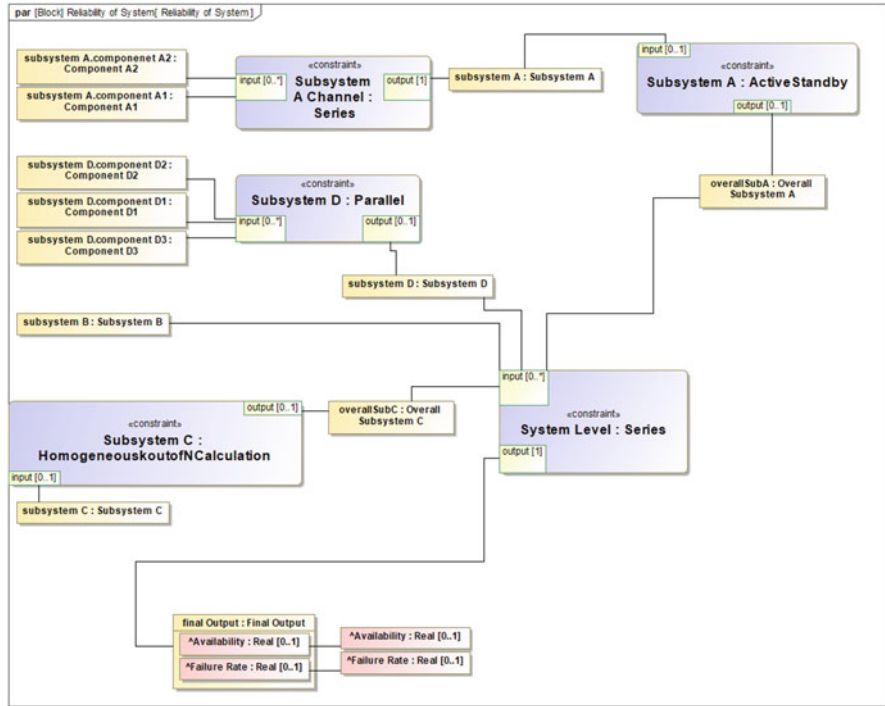 par [Block] Reliability of System[ Reliability of System ]
subsystem A.componenet A2 :
Component A2
subsystem A.component A1 :
Component A1
«constraint»
input [0..*]
Subsystem
A Channel :
Series
output [1]
subsystem A : Subsystem A
input [0..1]
«constraint»
Subsystem A : ActiveStandby
output [0..1]
overallSubA : Overall
Subsystem A
subsystem D.component D2 :
Component D2
subsystem D.component D1 :
Component D1
subsystem D.component D3 :
Component D3
«constraint»
Subsystem D : Parallel
input [0..*]
output [0..1]
subsystem D : Subsystem D
subsystem B : Subsystem B
input [0..*]
«constraint»
System Level : Series
output [1]
output [0..1]
«constraint»
Subsystem C :
HomogeneouskoutofNCalculation
input [0..1]
overallSubC : Overall
Subsystem C
subsystem C : Subsystem C
final Output : Final Output
^Availability : Real [0..1]
^Availability : Real [0..1]
^Failure Rate : Real [0..1]
^Failure Rate : Real [0..1]